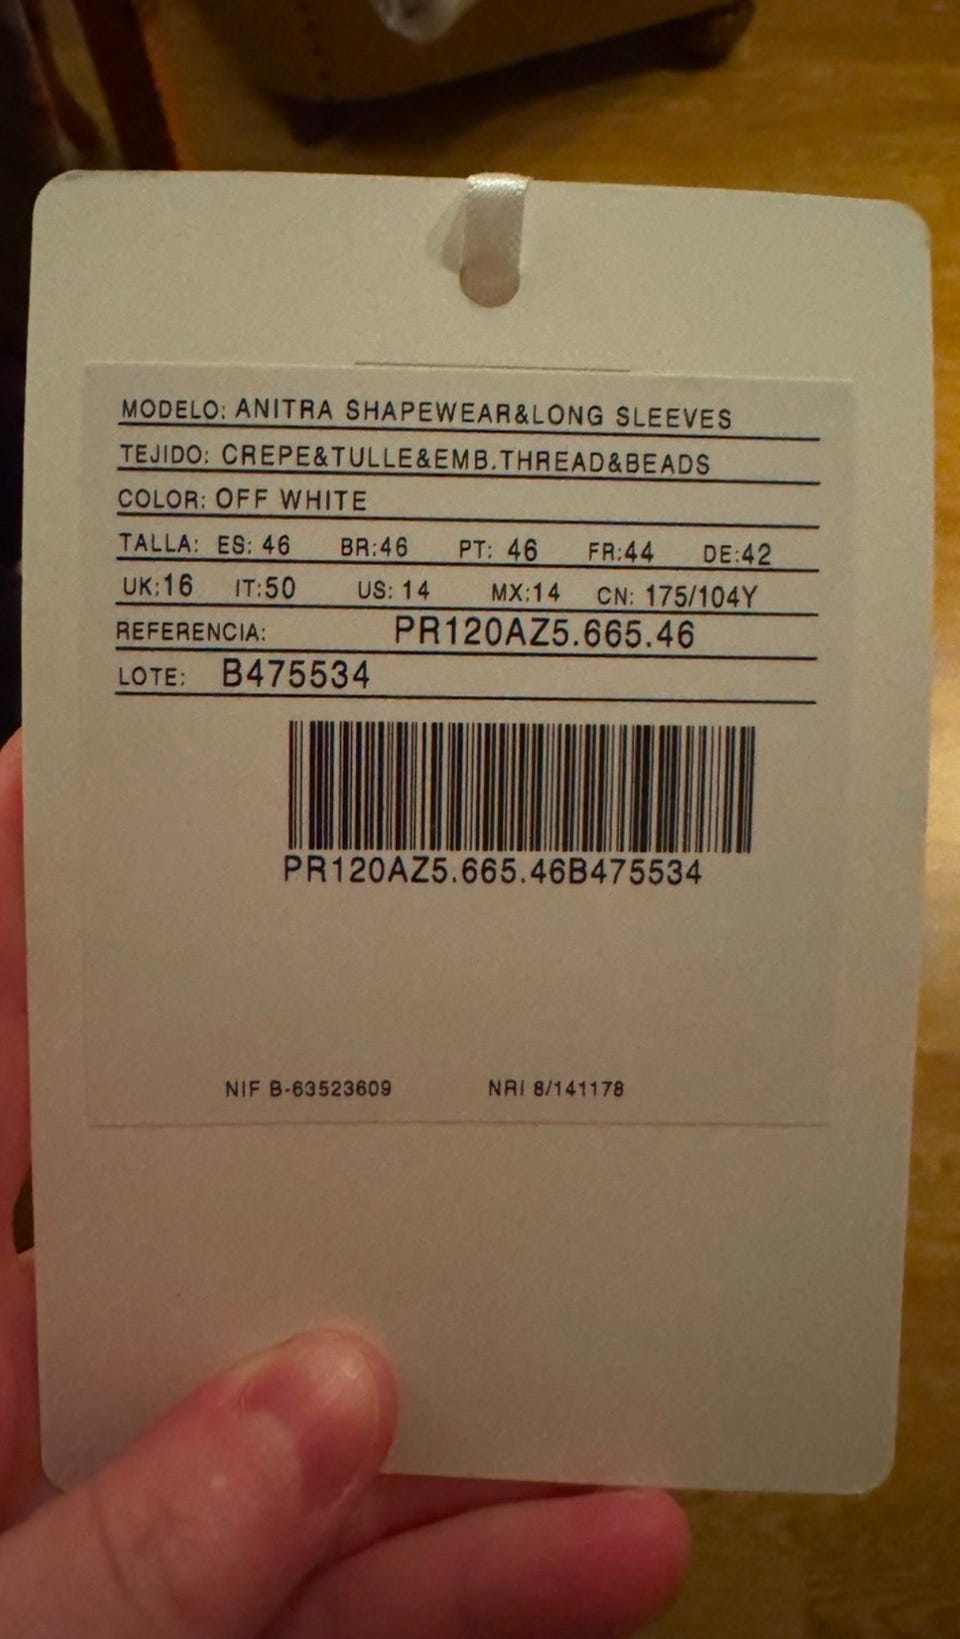 MODELO: ANITRA SHAPEWEAR&LONG SLEEVES
TEJIDO: CREPE&TULLE&EMB.THREAD&BEADS
COLOR: OFF WHITE
TALLA: ES: 46 BR:46 PT: 46 FR:44 DE:42
UK:16 IT:50 US: 14 MX:14 CN: 175/104Y
REFERENCIA: PR120AZ5.665.46
LOTE: B475534
PR120AZ5.665.46B475534
NIF B-63523609 NRI 8/141178